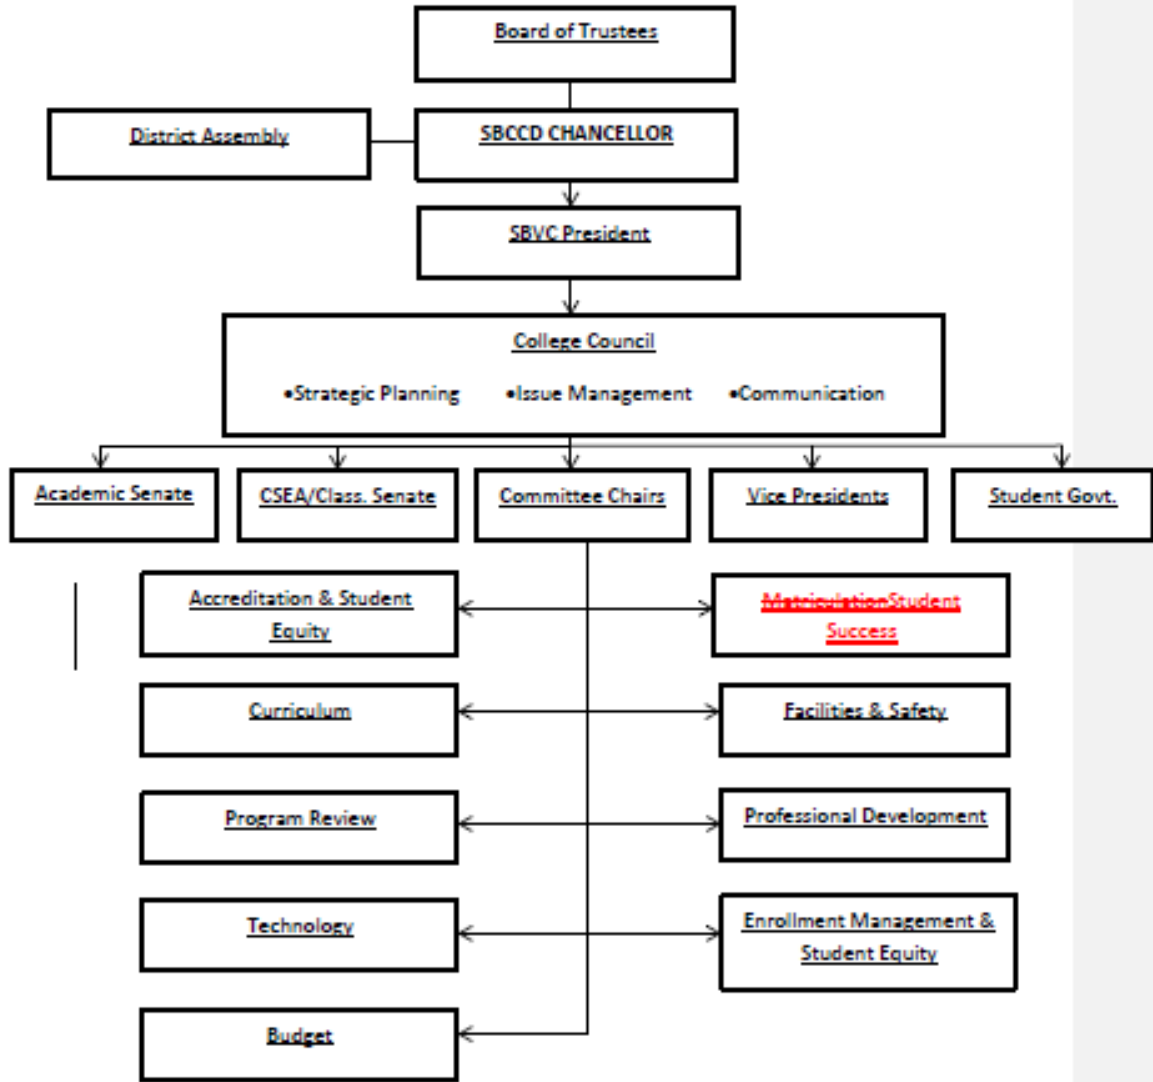 Board of Trustees
District Assembly
SBCCD CHANCELLOR
SBVC President
College Council
•Strategic Planning •Issue Management •Communication
Academic Senate
CSEA/Class. Senate
Committee Chairs
Vice Presidents
Student Govt.
Accreditation & Student
Equity
MatriculationStudent
Success
Curriculum
Facilities & Safety
Program Review
Professional Development
Technology
Enrollment Management &
Student Equity
Budget